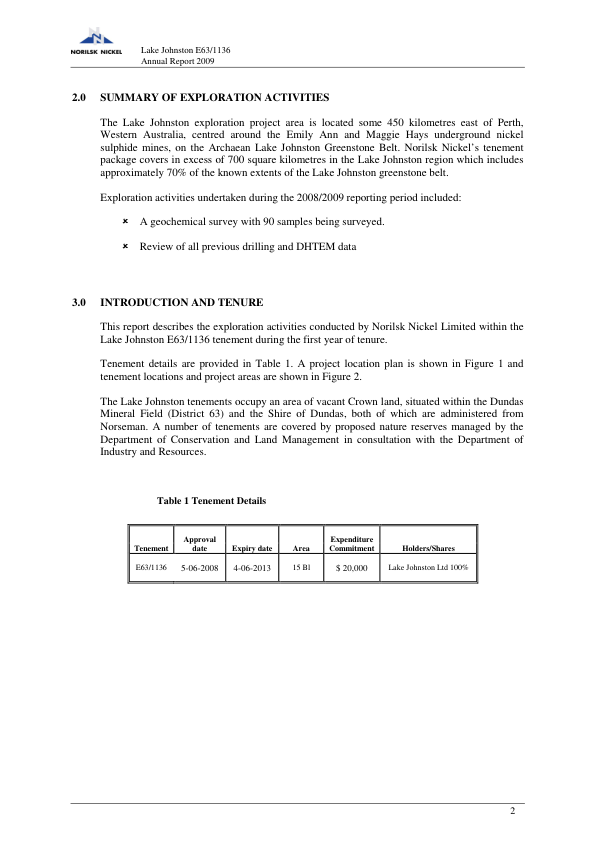 NORILSK NICKEL
Lake Johnston E63/1136
Annual Report 2009
2.0 SUMMARY OF EXPLORATION ACTIVITIES
The Lake Johnston exploration project area is located some 450 kilometres east of Perth,
Western Australia, centred around the Emily Ann and Maggie Hays underground nickel
sulphide mines, on the Archaean Lake Johnston Greenstone Belt. Norilsk Nickel's tenement
package covers in excess of 700 square kilometres in the Lake Johnston region which includes
approximately 70% of the known extents of the Lake Johnston greenstone belt.
Exploration activities undertaken during the 2008/2009 reporting period included:
× A geochemical survey with 90 samples being surveyed.
× Review of all previous drilling and DHTEM data
3.0 INTRODUCTION AND TENURE
This report describes the exploration activities conducted by Norilsk Nickel Limited within the
Lake Johnston E63/1136 tenement during the first year of tenure.
Tenement details are provided in Table 1. A project location plan is shown in Figure 1 and
tenement locations and project areas are shown in Figure 2.
The Lake Johnston tenements occupy an area of vacant Crown land, situated within the Dundas
Mineral Field (District 63) and the Shire of Dundas, both of which are administered from
Norseman. A number of tenements are covered by proposed nature reserves managed by the
Department of Conservation and Land Management in consultation with the Department of
Industry and Resources.
Table 1 Tenement Details
Approval Expenditure
Tenement date Expiry date Area Commitment Holders/Shares
E63/1136 5-06-2008 4-06-2013 15 Bl $ 20,000 Lake Johnston Ltd 100%
2